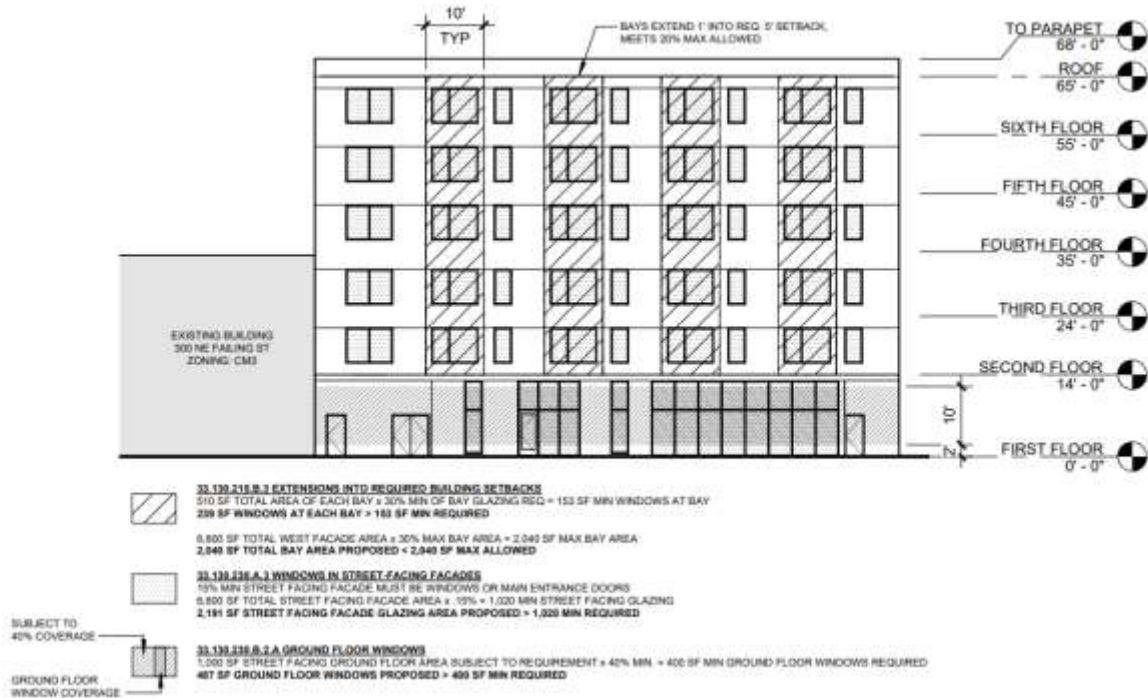 10'
TYP
BAYS EXTEND 1' INTO REQ. 5' SETBACK,
MEETS 20% MAX ALLOWED
TO PARAPET
68' - 0"
ROOF
65' - 0"
SIXTH FLOOR
55' - 0"
FIFTH FLOOR
45' - 0"
FOURTH FLOOR
35' - 0"
THIRD FLOOR
24' - 0"
SECOND FLOOR
14' - 0"
10'
2'
FIRST FLOOR
0' - 0"
EXISTING BUILDING
300 NE FAILING ST
ZONING: CM3
33.130.215.B.3 EXTENSIONS INTO REQUIRED BUILDING SETBACKS
510 SF TOTAL AREA OF EACH BAY x 30% MIN OF BAY GLAZING REQ = 153 SF MIN WINDOWS AT BAY
239 SF WINDOWS AT EACH BAY > 153 SF MIN REQUIRED
6,800 SF TOTAL WEST FACADE AREA x 30% MAX BAY AREA = 2,040 SF MAX BAY AREA
2,040 SF TOTAL BAY AREA PROPOSED < 2,040 SF MAX ALLOWED
33.130.230.A.3 WINDOWS IN STREET-FACING FACADES
15% MIN STREET FACING FACADE MUST BE WINDOWS OR MAIN ENTRANCE DOORS
6,800 SF TOTAL STREET FACING FACADE AREA x .15% = 1,020 MIN STREET FACING GLAZING
2,191 SF STREET FACING FACADE GLAZING AREA PROPOSED > 1,020 MIN REQUIRED
SUBJECT TO
40% COVERAGE
GROUND FLOOR
WINDOW COVERAGE
33.130.230.B.2.A GROUND FLOOR WINDOWS
1,000 SF STREET FACING GROUND FLOOR AREA SUBJECT TO REQUIREMENT x 40% MIN. = 400 SF MIN GROUND FLOOR WINDOWS REQUIRED
487 SF GROUND FLOOR WINDOWS PROPOSED > 400 SF MIN REQUIRED